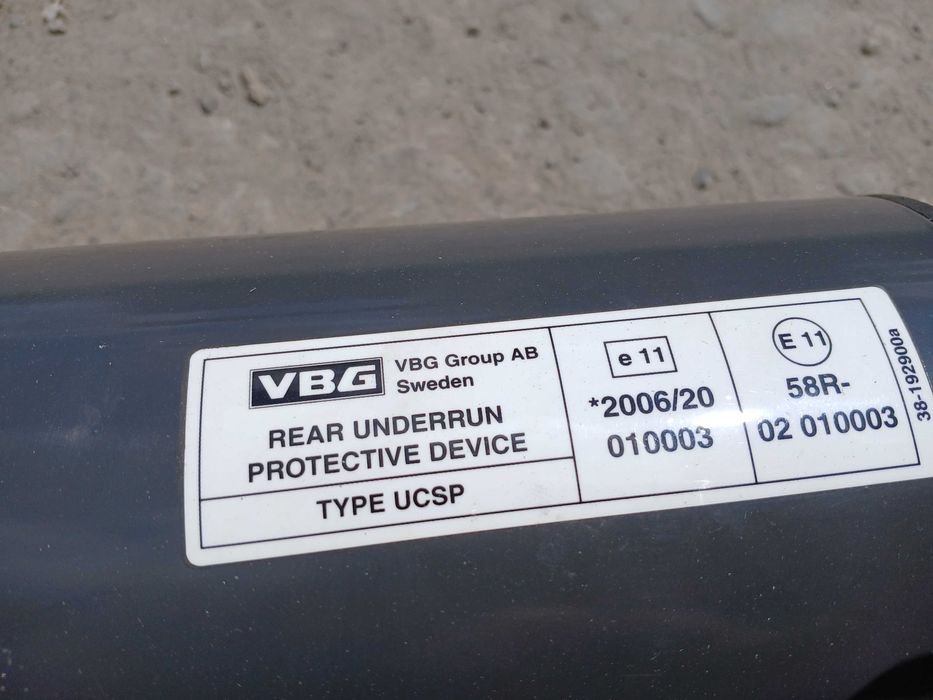 VBG
VBG Group AB
Sweden
REAR UNDERRUN
PROTECTIVE DEVICE
TYPE UCSP
e 11
*2006/20
010003
E 11
58R-
02 010003
38-192900a